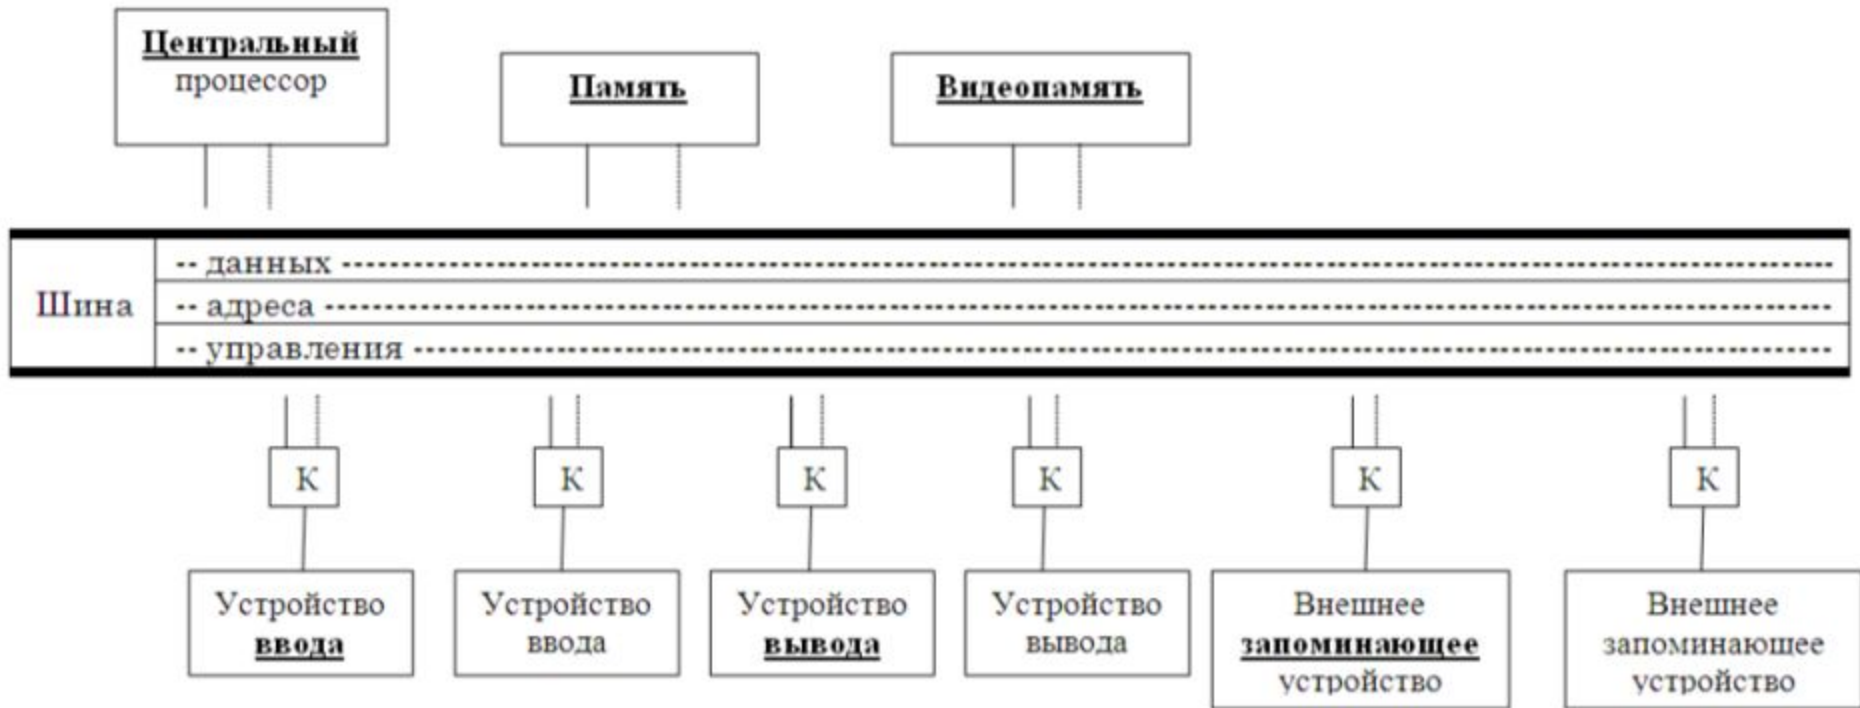 Центральный
процессор
Память
Видеопамять
Шина
-- данных --
-- адреса --
-- управления --
К
К
К
К
К
К
Устройство
ввода
Устройство
ввода
Устройство
вывода
Устройство
вывода
Внешнее
запоминающее
устройство
Внешнее
запоминающее
устройство